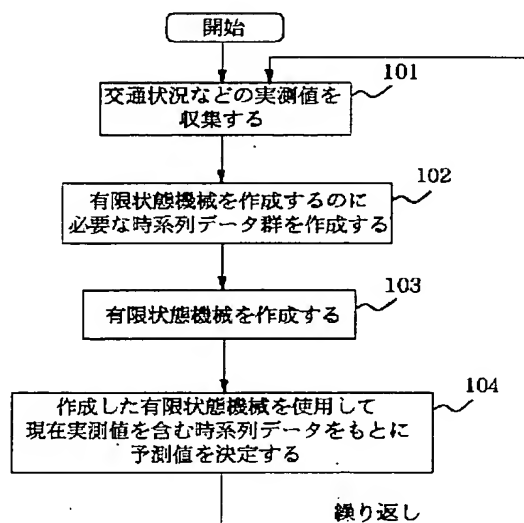 開始
101
交通状況などの実測値を
収集する
102
有限状態機械を作成するのに
必要な時系列データ群を作成する
103
有限状態機械を作成する
104
作成した有限状態機械を使用して
現在実測値を含む時系列データをもとに
予測値を決定する
繰り返し